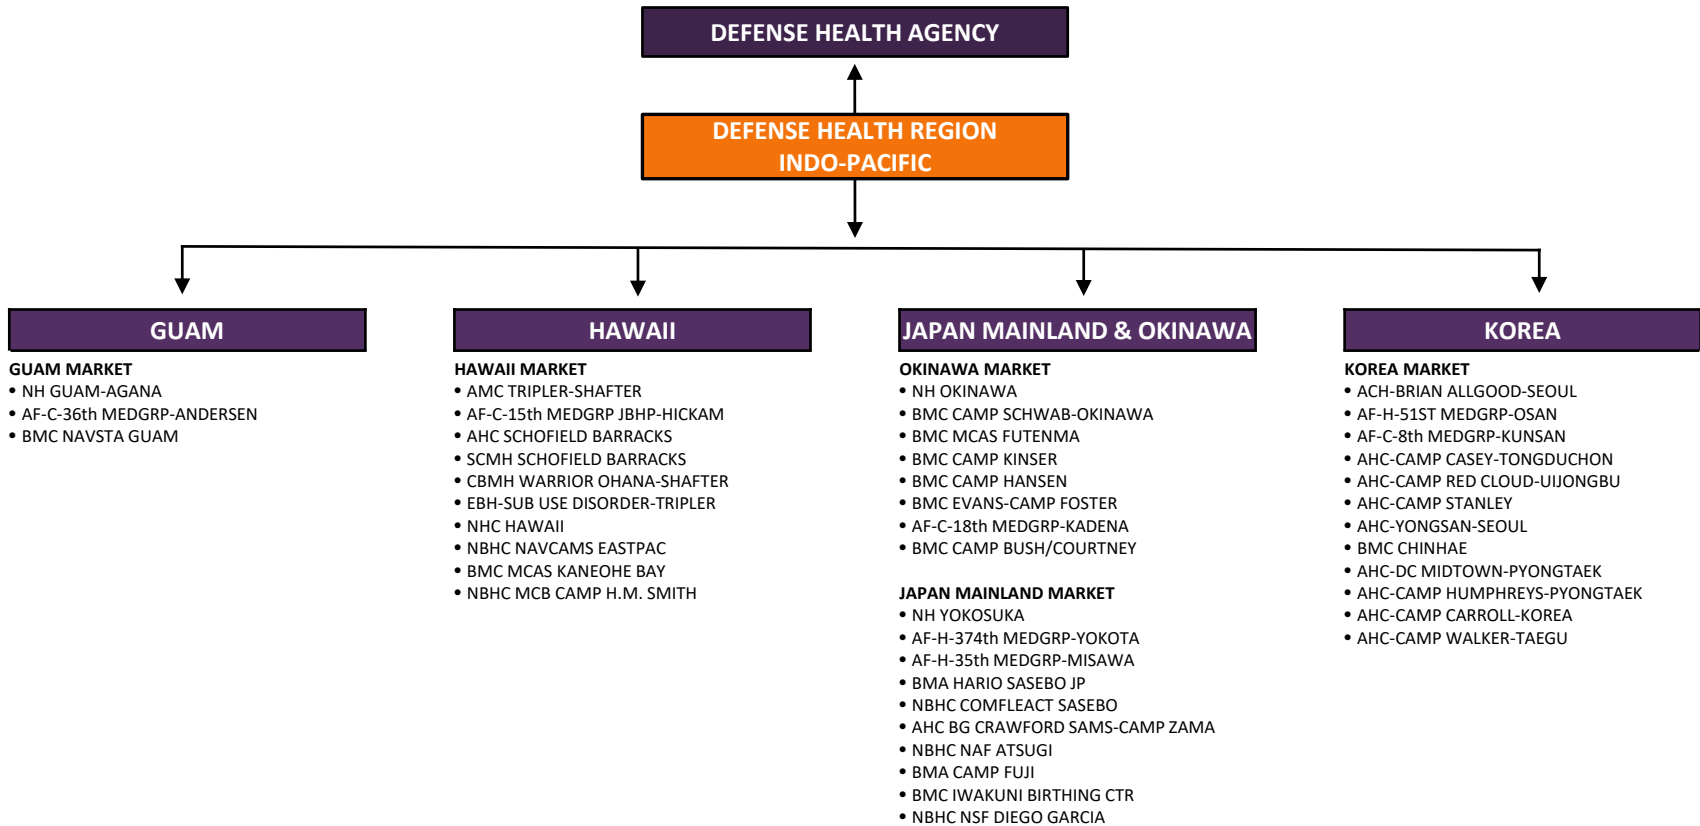 DEFENSE HEALTH AGENCY
DEFENSE HEALTH REGION
INDO-PACIFIC
GUAM
GUAM MARKET
• NH GUAM-AGANA
• AF-C-36th MEDGRP-ANDERSEN
• BMC NAVSTA GUAM
HAWAII
HAWAII MARKET
• AMC TRIPLER-SHAFTER
• AF-C-15th MEDGRP JBHP-HICKAM
• AHC SCHOFIELD BARRACKS
• SCMH SCHOFIELD BARRACKS
• CBMH WARRIOR OHANA-SHAFTER
• EBH-SUB USE DISORDER-TRIPLER
• NHC HAWAII
• NBHC NAVCAMS EASTPAC
• BMC MCAS KANEOHE BAY
• NBHC MCB CAMP H.M. SMITH
JAPAN MAINLAND & OKINAWA
OKINAWA MARKET
• NH OKINAWA
• BMC CAMP SCHWAB-OKINAWA
• BMC MCAS FUTENMA
• BMC CAMP KINSER
• BMC CAMP HANSEN
• BMC EVANS-CAMP FOSTER
• AF-C-18th MEDGRP-KADENA
• BMC CAMP BUSH/COURTNEY
JAPAN MAINLAND MARKET
• NH YOKOSUKA
• AF-H-374th MEDGRP-YOKOTA
• AF-H-35th MEDGRP-MISAWA
• BMA HARIO SASEBO JP
• NBHC COMFLEACT SASEBO
• AHC BG CRAWFORD SAMS-CAMP ZAMA
• NBHC NAF ATSUGI
• BMA CAMP FUJI
• BMC IWAKUNI BIRTHING CTR
• NBHC NSF DIEGO GARCIA
KOREA
KOREA MARKET
• ACH-BRIAN ALLGOOD-SEOUL
• AF-H-51ST MEDGRP-OSAN
• AF-C-8th MEDGRP-KUNSAN
• AHC-CAMP CASEY-TONGDUCHON
• AHC-CAMP RED CLOUD-UIJONGBU
• AHC-CAMP STANLEY
• AHC-YONGSAN-SEOUL
• BMC CHINHAE
• AHC-DC MIDTOWN-PYONGTAEK
• AHC-CAMP HUMPHREYS-PYONGTAEK
• AHC-CAMP CARROLL-KOREA
• AHC-CAMP WALKER-TAEGU